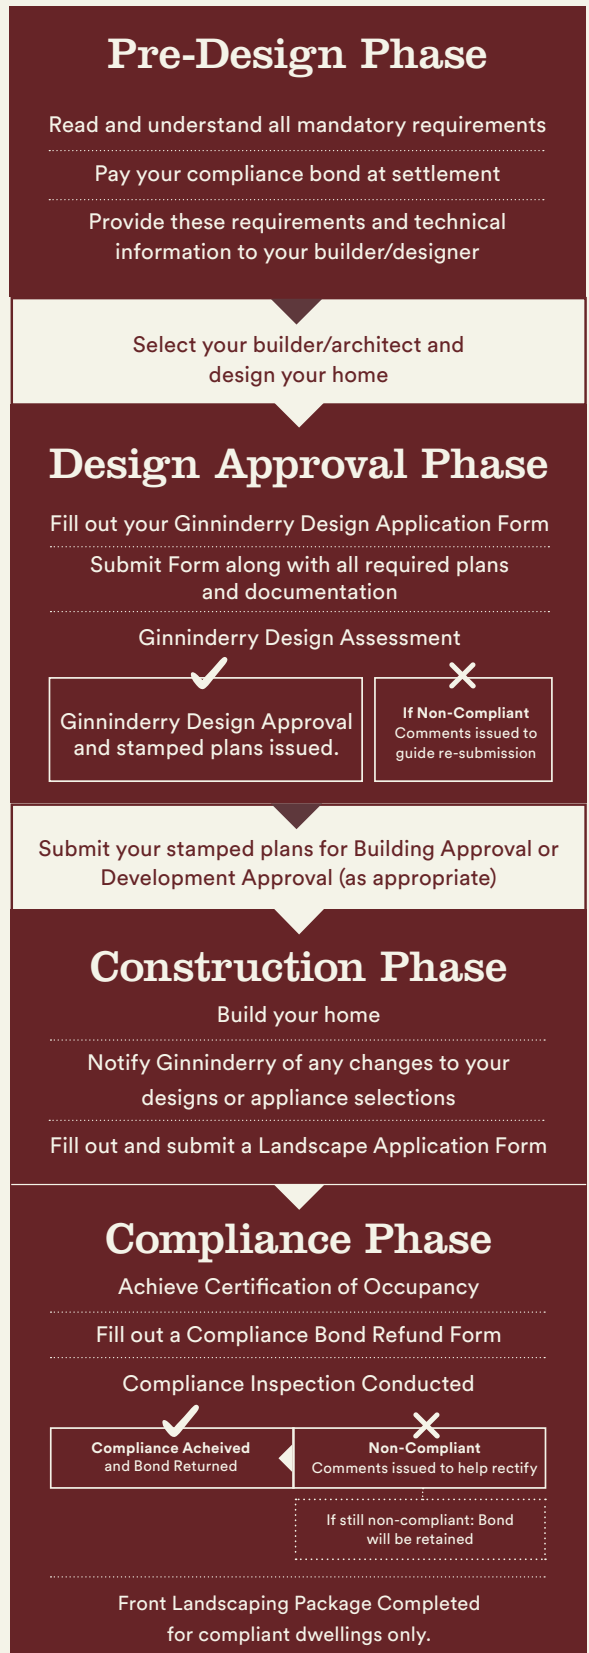 Pre-Design Phase
Read and understand all mandatory requirements
Pay your compliance bond at settlement
Provide these requirements and technical
information to your builder/designer
Select your builder/architect and
design your home
Design Approval Phase
Fill out your Ginninderry Design Application Form
Submit Form along with all required plans
and documentation
Ginninderry Design Assessment
Ginninderry Design Approval
and stamped plans issued.
If Non-Compliant
Comments issued to
guide re-submission
Submit your stamped plans for Building Approval or
Development Approval (as appropriate)
Construction Phase
Build your home
Notify Ginninderry of any changes to your
designs or appliance selections
Fill out and submit a Landscape Application Form
Compliance Phase
Achieve Certification of Occupancy
Fill out a Compliance Bond Refund Form
Compliance Inspection Conducted
Compliance Acheived
and Bond Returned
Non-Compliant
Comments issued to help rectify
If still non-compliant: Bond
will be retained
Front Landscaping Package Completed
for compliant dwellings only.